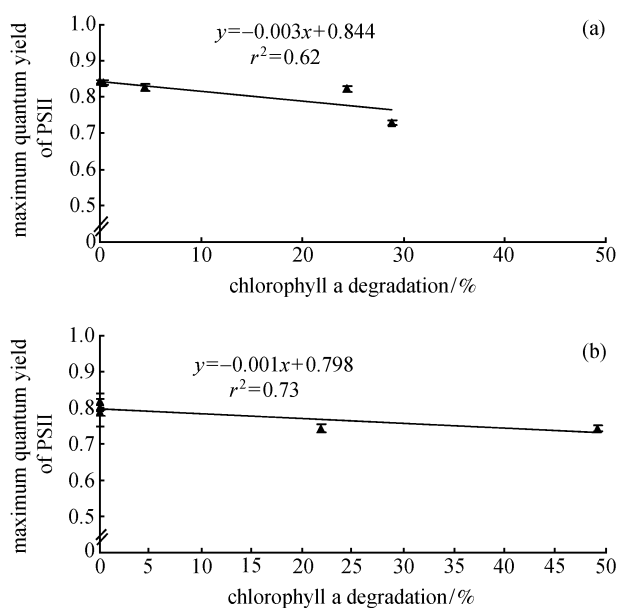 (a)
y=−0.003x+0.844
r²=0.62
maximum quantum yield
of PSII
1.0
0.9
0.8
0.7
0.6
0.5
0
0 10 20 30 40 50
chlorophyll a degradation/%
(b)
y=−0.001x+0.798
r²=0.73
maximum quantum yield
of PSII
1.0
0.9
0.8
0.7
0.6
0.5
0
0 5 10 15 20 25 30 35 40 45 50
chlorophyll a degradation/%